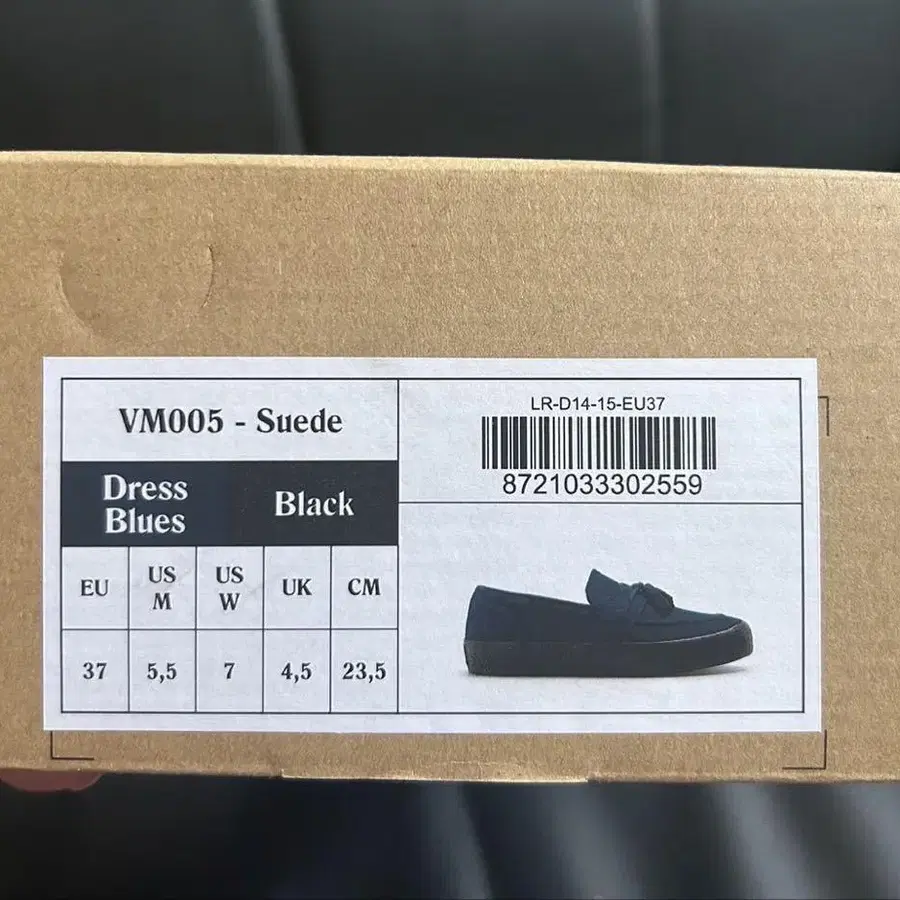 VM005 - Suede
Dress
Blues
Black
EU
US
M
US
W
UK
CM
37
5,5
7
4,5
23,5
LR-D14-15-EU37
8721033302559